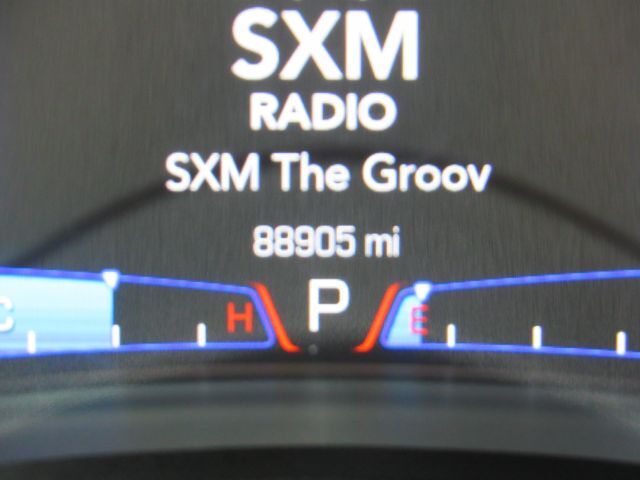 SXM
RADIO
SXM The Groov
88905 mi
C H P E